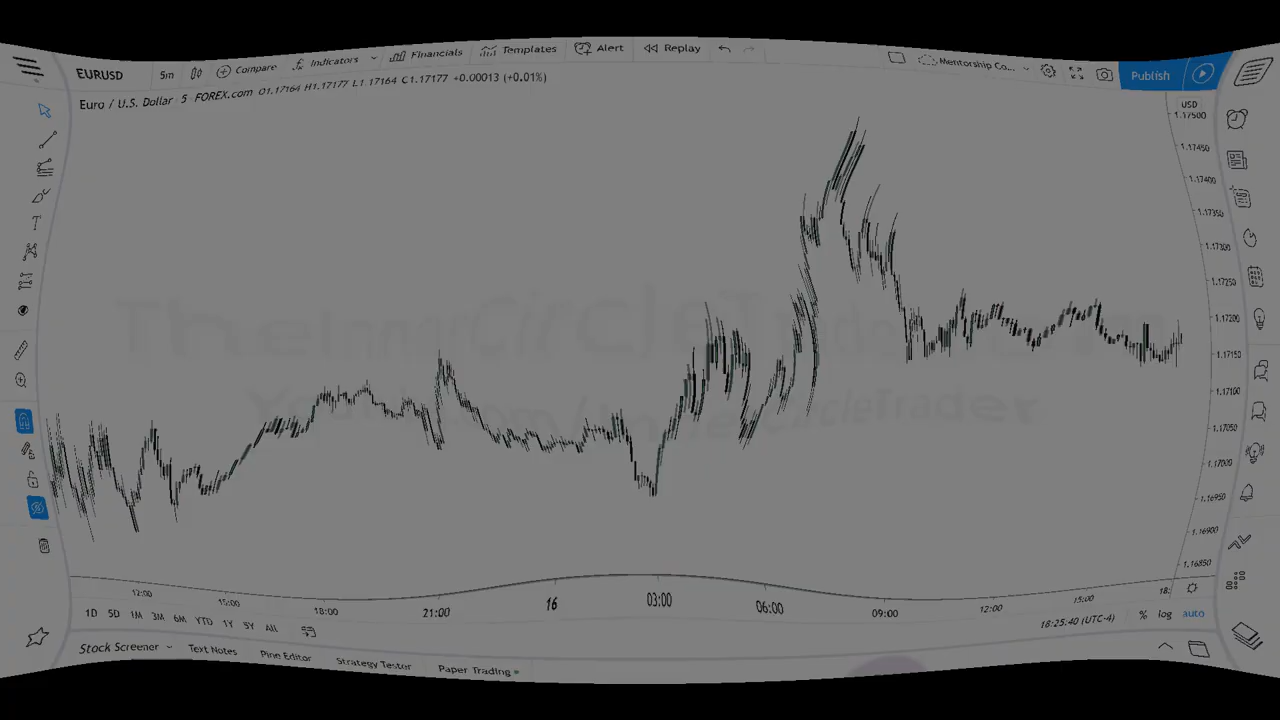 EURUSD 5m Compare Indicators Financials Templates Alert Replay Mentorship Co... Publish
Euro / U.S. Dollar 5 FOREX.com O1.17164 H1.17177 L1.17164 C1.17177 +0.00013 (+0.01%)
USD
1.17500
1.17450
1.17400
1.17350
1.17300
1.17250
1.17200
1.17150
1.17100
1.17050
1.17000
1.16950
1.16900
1.16850
12:00 15:00 18:00 21:00 16 03:00 06:00 09:00 12:00 15:00 18:
1D 5D 1M 3M 6M YTD 1Y 5Y All 18:25:40 (UTC-4) % log auto
Stock Screener Text Notes Pine Editor Strategy Tester Paper Trading